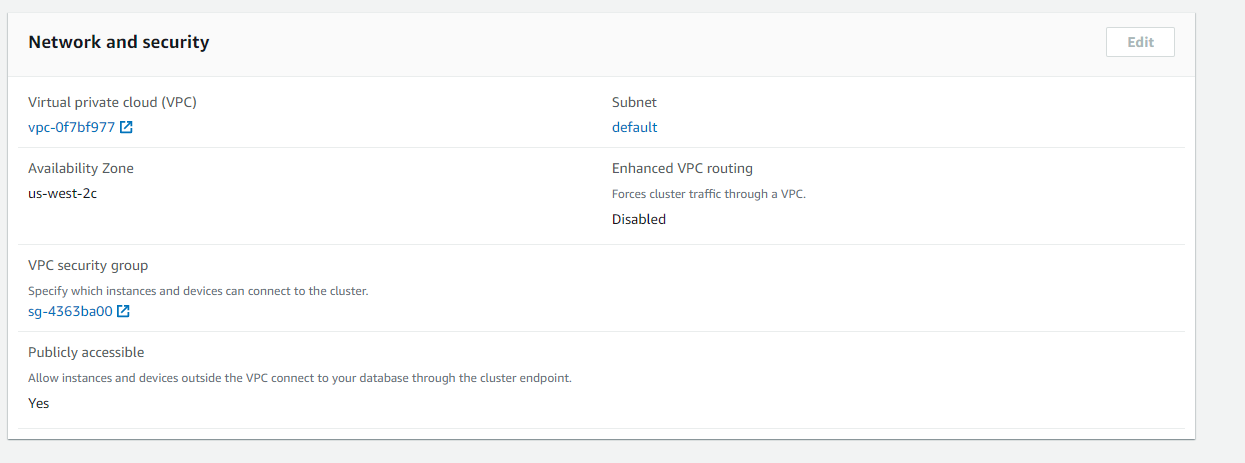 Network and security
Edit
Virtual private cloud (VPC)
Subnet
vpc-0f7bf977
default
Availability Zone
Enhanced VPC routing
us-west-2c
Forces cluster traffic through a VPC.
Disabled
VPC security group
Specify which instances and devices can connect to the cluster.
sg-4363ba00
Publicly accessible
Allow instances and devices outside the VPC connect to your database through the cluster endpoint.
Yes